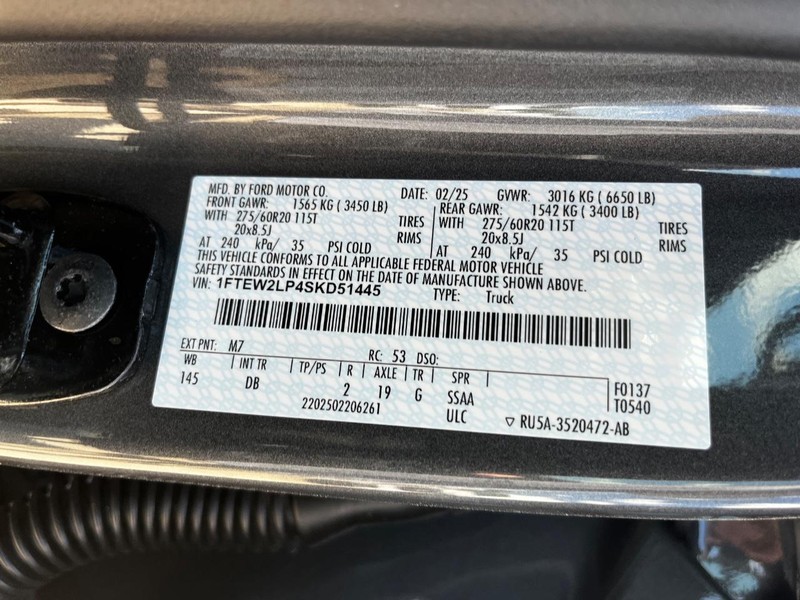 MFD. BY FORD MOTOR CO. DATE: 02/25 GVWR: 3016 KG ( 6650 LB)
FRONT GAWR: 1565 KG ( 3450 LB) REAR GAWR: 1542 KG ( 3400 LB)
WITH 275/60R20 115T TIRES WITH 275/60R20 115T TIRES
20x8.5J RIMS 20x8.5J RIMS
AT 240 kPa/ 35 PSI COLD AT 240 kPa/ 35 PSI COLD
THIS VEHICLE CONFORMS TO ALL APPLICABLE FEDERAL MOTOR VEHICLE
SAFETY STANDARDS IN EFFECT ON THE DATE OF MANUFACTURE SHOWN ABOVE.
VIN: 1FTEW2LP4SKD51445 TYPE: Truck
EXT PNT: M7 RC: 53 DSO:
WB INT TR TP/PS R AXLE TR SPR F0137
145 DB 2 19 G SSAA T0540
2202502206261 ULC RU5A-3520472-AB